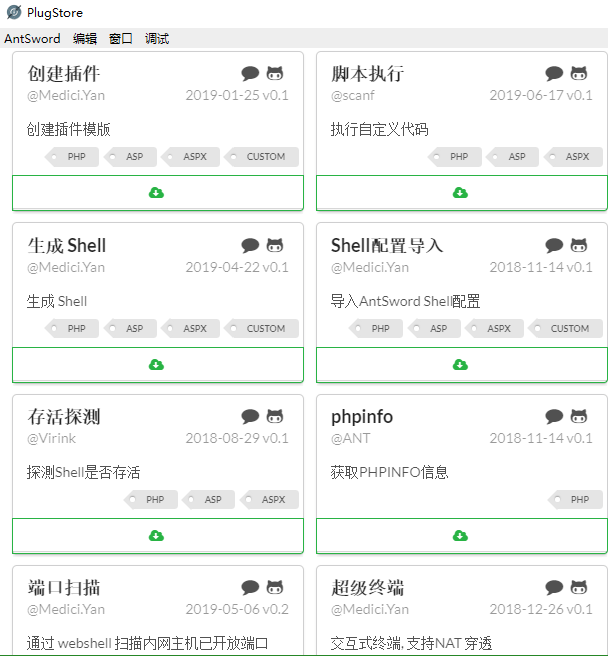 PlugStore
AntSword 编辑 窗口 调试
创建插件
@Medici.Yan 2019-01-25 v0.1
创建插件模版
PHP ASP ASPX CUSTOM
脚本执行
@scanf 2019-06-17 v0.1
执行自定义代码
PHP ASP ASPX
生成 Shell
@Medici.Yan 2019-04-22 v0.1
生成 Shell
PHP ASP ASPX CUSTOM
Shell配置导入
@Medici.Yan 2018-11-14 v0.1
导入AntSword Shell配置
PHP ASP ASPX CUSTOM
存活探测
@Virink 2018-08-29 v0.1
探测Shell是否存活
PHP ASP ASPX
phpinfo
@ANT 2018-11-14 v0.1
获取PHPINFO信息
PHP
端口扫描
@Medici.Yan 2019-05-06 v0.2
通过 webshell 扫描内网主机已开放端口
超级终端
@Medici.Yan 2018-12-26 v0.1
交互式终端, 支持NAT 穿透